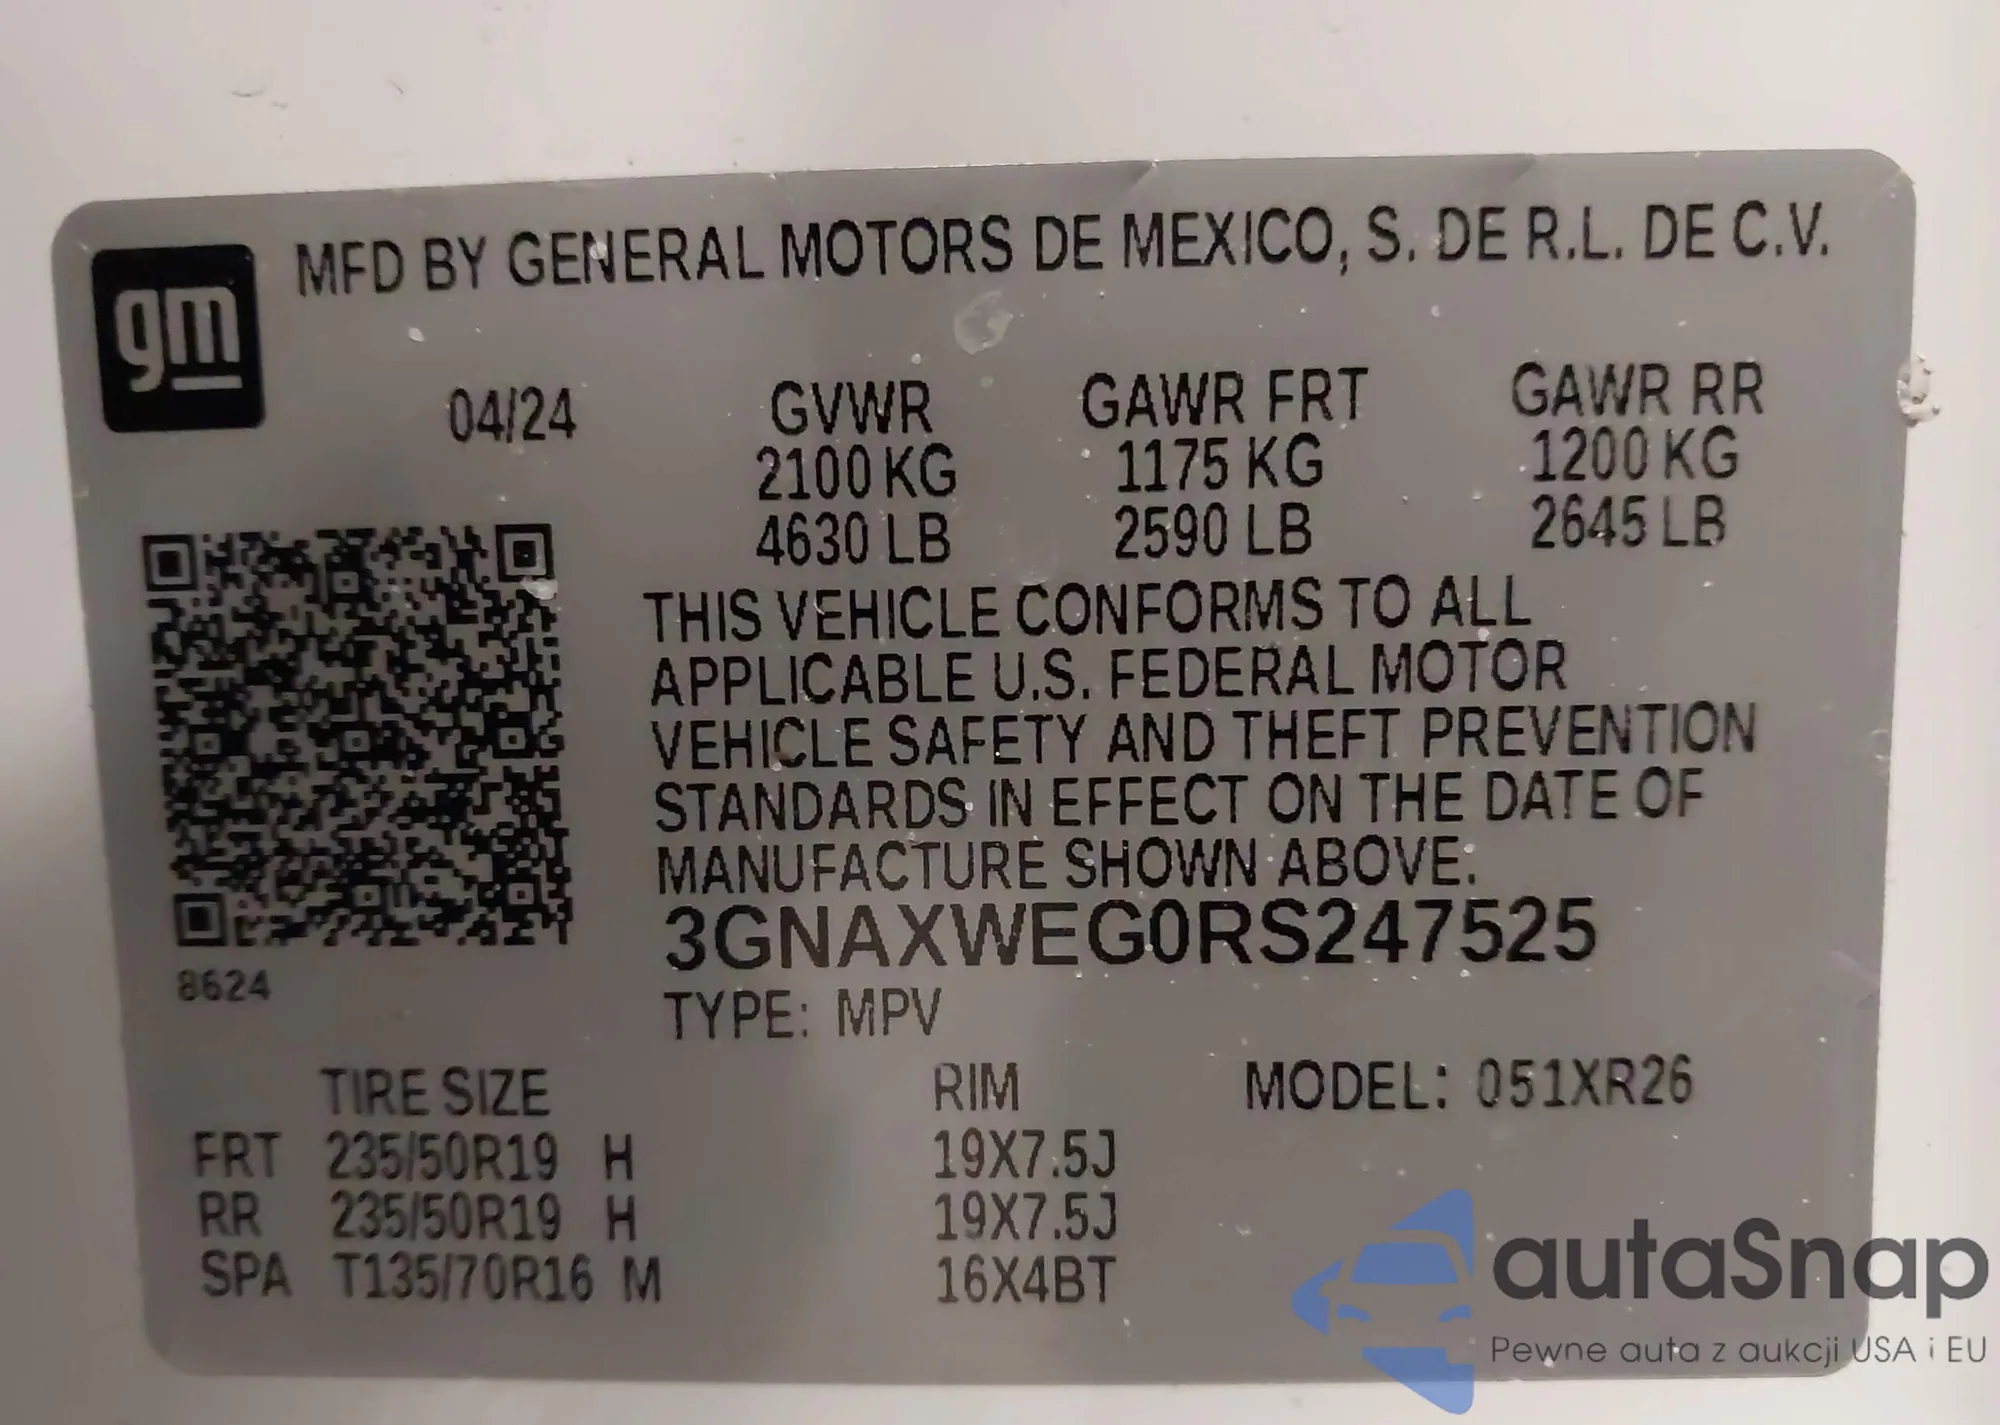 gm
MFD BY GENERAL MOTORS DE MEXICO, S. DE R.L. DE C.V.
04/24 GVWR GAWR FRT GAWR RR
2100 KG 1175 KG 1200 KG
4630 LB 2590 LB 2645 LB
THIS VEHICLE CONFORMS TO ALL
APPLICABLE U.S. FEDERAL MOTOR
VEHICLE SAFETY AND THEFT PREVENTION
STANDARDS IN EFFECT ON THE DATE OF
MANUFACTURE SHOWN ABOVE.
3GNAXWEG0RS247525
8624
TYPE: MPV
TIRE SIZE RIM MODEL: 051XR26
FRT 235/50R19 H 19X7.5J
RR 235/50R19 H 19X7.5J
SPA T135/70R16 M 16X4BT
autaSnap
Pewne auta z aukcji USA i EU